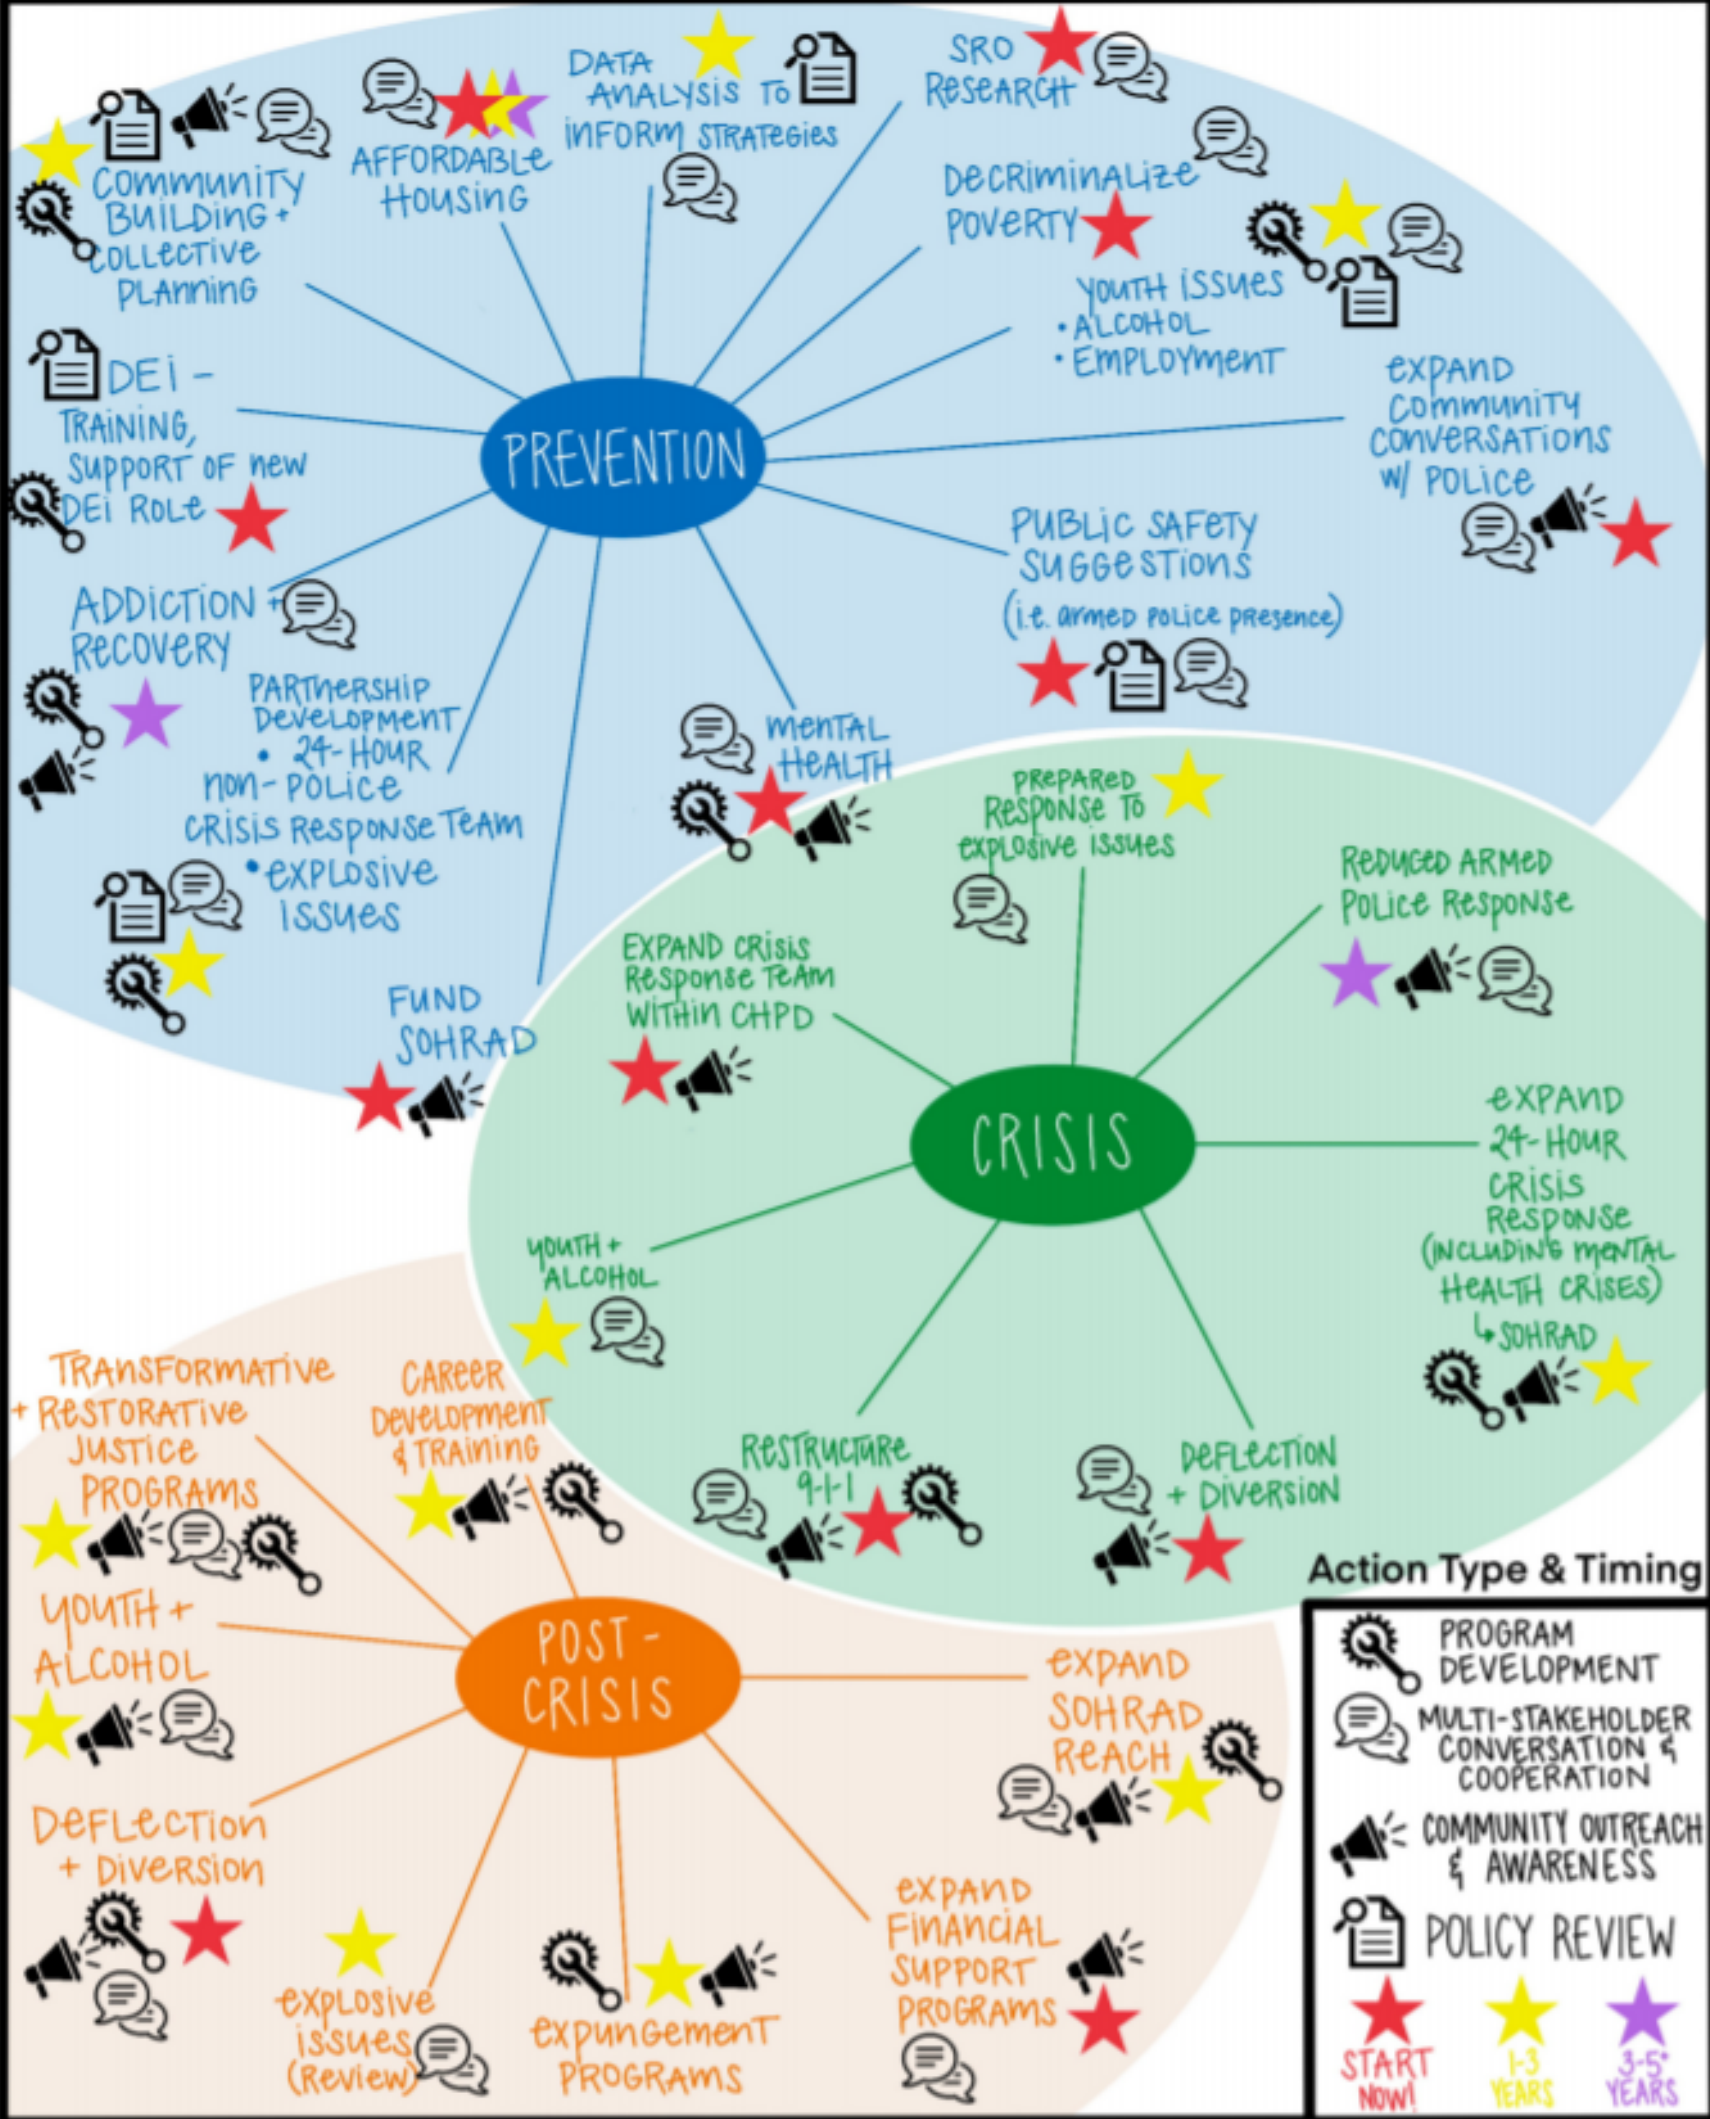 DATA
ANALYSIS TO
INFORM STRATEGIES
SRO
RESEARCH
AFFORDABLE
HOUSING
COMMUNITY
BUILDING +
COLLECTIVE
PLANNING
DECRIMINALIZE
POVERTY
YOUTH ISSUES
• ALCOHOL
• EMPLOYMENT
EXPAND
COMMUNITY
CONVERSATIONS
W/ POLICE
DEI -
TRAINING,
SUPPORT OF NEW
DEI ROLE
PREVENTION
PUBLIC SAFETY
SUGGESTIONS
(i.e. armed police presence)
ADDICTION +
RECOVERY
PARTNERSHIP
DEVELOPMENT
• 24-HOUR
NON-POLICE
CRISIS RESPONSE TEAM
• EXPLOSIVE
ISSUES
MENTAL
HEALTH
FUND
SOHRAD
PREPARED
RESPONSE TO
EXPLOSIVE ISSUES
REDUCED ARMED
POLICE RESPONSE
EXPAND CRISIS
RESPONSE TEAM
WITHIN CHPD
CRISIS
EXPAND
24-HOUR
CRISIS
RESPONSE
(INCLUDING MENTAL
HEALTH CRISES)
↳ SOHRAD
YOUTH +
ALCOHOL
RESTRUCTURE
9-1-1
DEFLECTION
+ DIVERSION
TRANSFORMATIVE
+ RESTORATIVE
JUSTICE
PROGRAMS
CAREER
DEVELOPMENT
& TRAINING
YOUTH +
ALCOHOL
POST-
CRISIS
EXPAND
SOHRAD
REACH
DEFLECTION
+ DIVERSION
EXPLOSIVE
ISSUES
(REVIEW)
EXPUNGEMENT
PROGRAMS
EXPAND
FINANCIAL
SUPPORT
PROGRAMS
Action Type & Timing
PROGRAM
DEVELOPMENT
MULTI-STAKEHOLDER
CONVERSATION &
COOPERATION
COMMUNITY OUTREACH
& AWARENESS
POLICY REVIEW
START
NOW!
1-3
YEARS
3-5+
YEARS